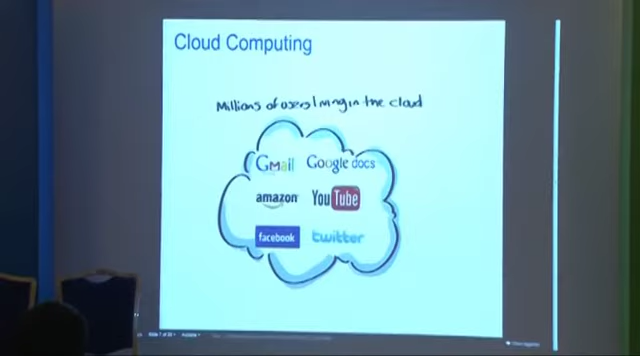 Cloud Computing
Millions of users living in the cloud
Gmail Google docs
amazon YouTube
facebook twitter